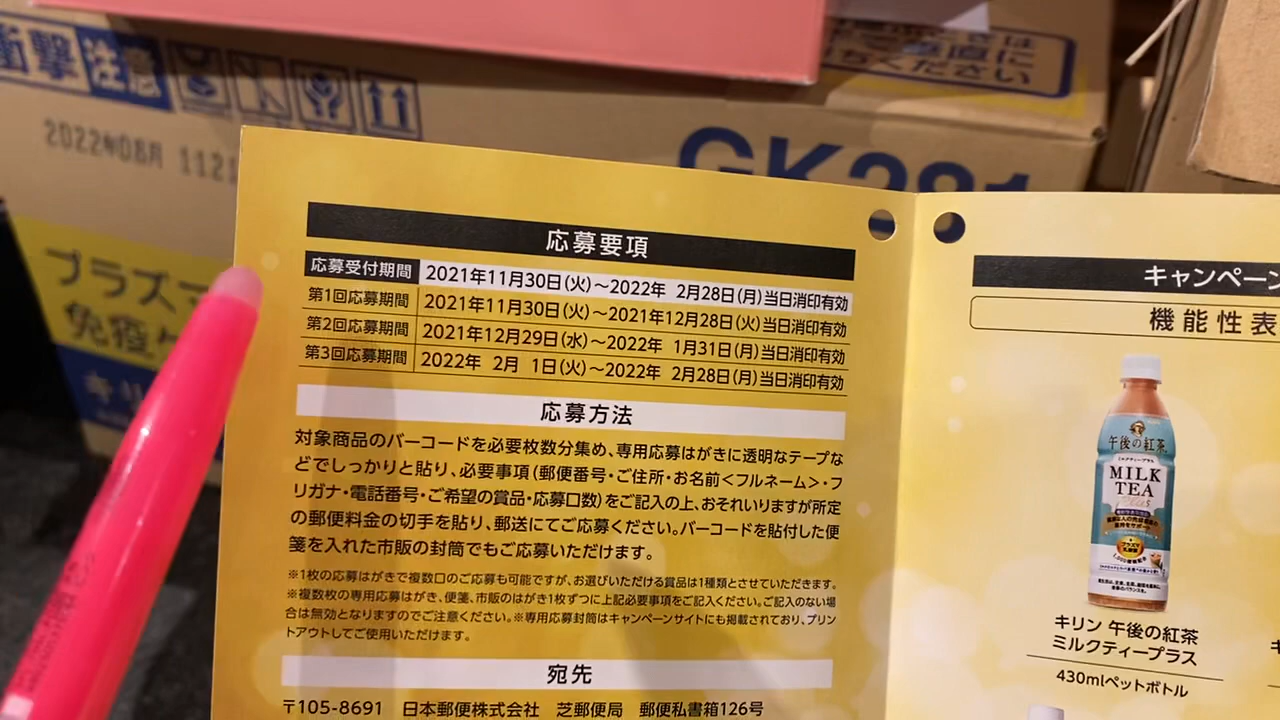 衝撃 注意
2022年08月 1121
GK281
プラズマ
免疫ケ
キリ
応募要項
応募受付期間 2021年11月30日(火)～2022年 2月28日(月)当日消印有効
第1回応募期間 2021年11月30日(火)～2021年12月28日(火)当日消印有効
第2回応募期間 2021年12月29日(水)～2022年 1月31日(月)当日消印有効
第3回応募期間 2022年 2月 1日(火)～2022年 2月28日(月)当日消印有効
応募方法
対象商品のバーコードを必要枚数分集め、専用応募はがきに透明なテープな
どでしっかりと貼り、必要事項(郵便番号・ご住所・お名前＜フルネーム＞・フ
リガナ・電話番号・ご希望の賞品・応募口数)をご記入の上、おそれいりますが所定
の郵便料金の切手を貼り、郵送にてご応募ください。バーコードを貼付した便
箋を入れた市販の封筒でもご応募いただけます。
※1枚の応募はがきで複数口のご応募も可能ですが、お選びいただける賞品は1種類とさせていただきます。
※複数枚の専用応募はがき、便箋、市販のはがき1枚ずつに上記必要事項をご記入ください。ご記入のない場
合は無効となりますのでご注意ください。※専用応募封筒はキャンペーンサイトにも掲載されており、プリン
トアウトしてご使用いただけます。
宛先
〒105-8691 日本郵便株式会社 芝郵便局 郵便私書箱126号
キャンペーン
機能性表
午後の紅茶
MILK
TEA
キリン 午後の紅茶
ミルクティープラス
430mlペットボトル